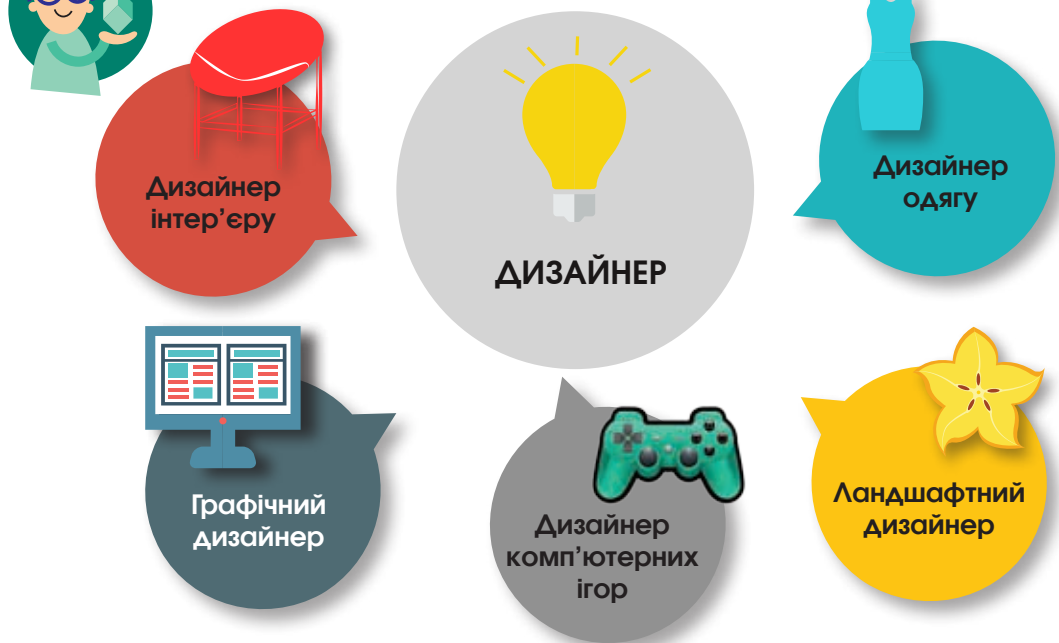 Дизайнер
інтер’єру
ДИЗАЙНЕР
Дизайнер
одягу
Графічний
дизайнер
Дизайнер
комп’ютерних
ігор
Ландшафтний
дизайнер